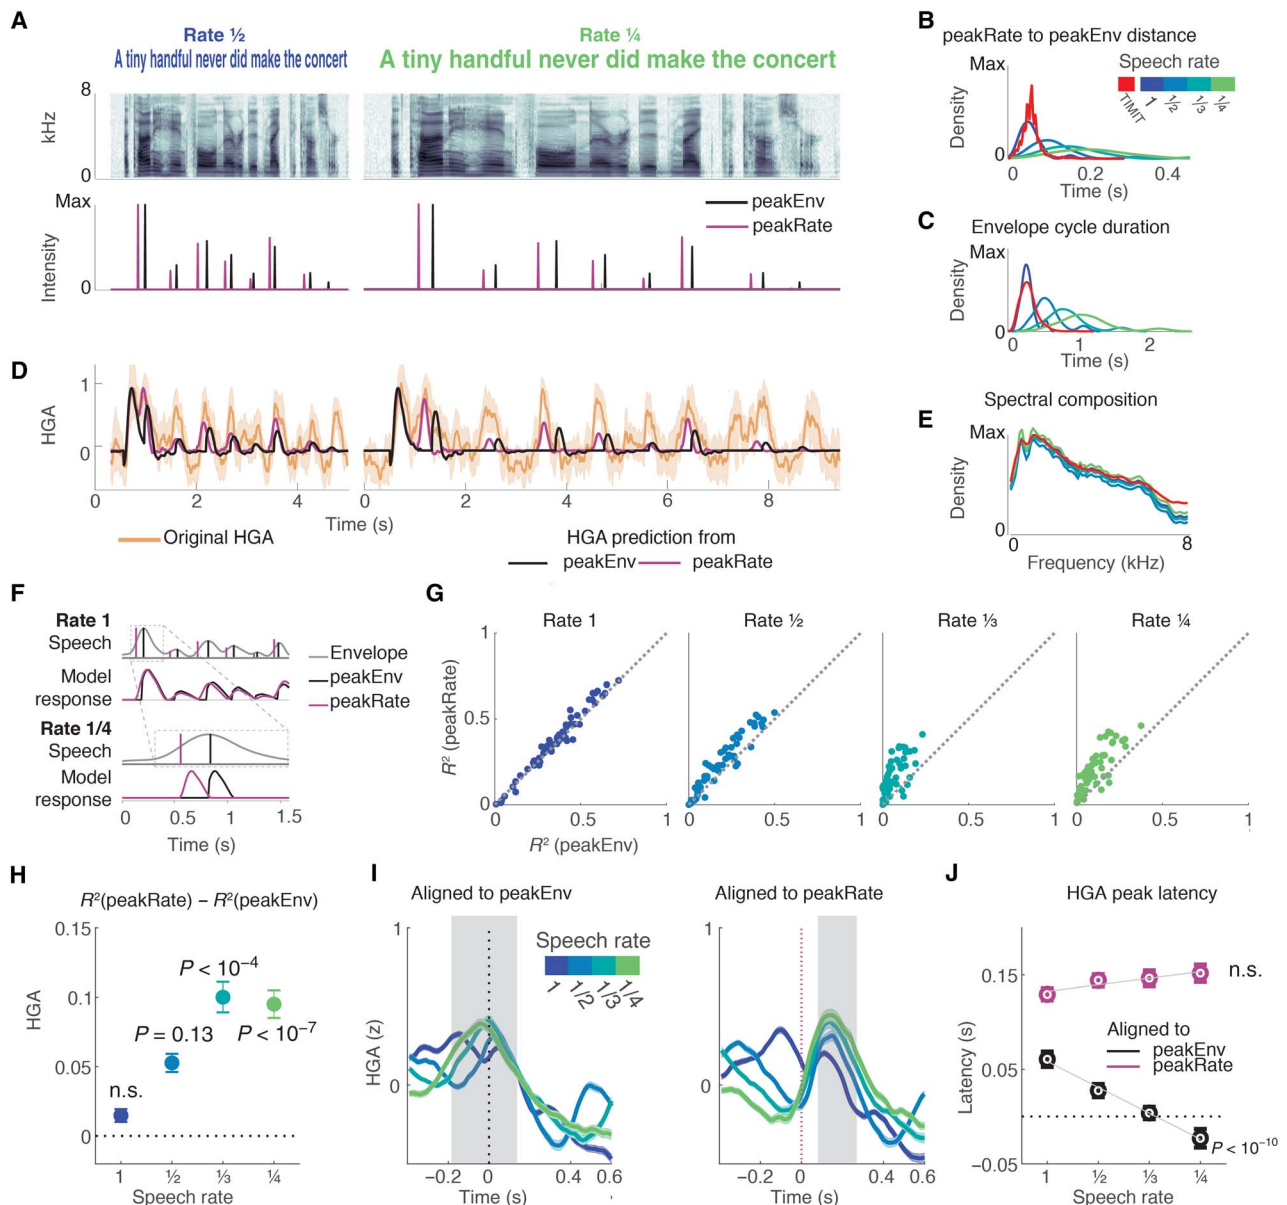 A
Rate ½
A tiny handful never did make the concert
Rate ¼
A tiny handful never did make the concert
8
kHz
0
Max
Intensity
0
peakEnv
peakRate
B
peakRate to peakEnv distance
Max
Density
0
Speech rate
TIMIT
1
1/2
1/3
1/4
0 0.2 0.4
Time (s)
C
Envelope cycle duration
Max
Density
0
0 1 2
Time (s)
D
1
HGA
0
0 2 4
0 2 4 6 8
Time (s)
Original HGA
HGA prediction from
peakEnv
peakRate
E
Spectral composition
Max
Density
0
0 8
Frequency (kHz)
F
Rate 1
Speech
Model
response
Rate 1/4
Speech
Model
response
Envelope
peakEnv
peakRate
0 0.5 1 1.5
Time (s)
G
Rate 1
Rate ½
Rate ⅓
Rate ¼
1
R² (peakRate)
0.5
0
0 0.5 1
0 0.5 1
0 0.5 1
0 0.5 1
R² (peakEnv)
H
R²(peakRate) – R²(peakEnv)
0.15
HGA
0.1
0.05
0
n.s.
P = 0.13
P < 10⁻⁴
P < 10⁻⁷
1 ½ ⅓ ¼
Speech rate
I
Aligned to peakEnv
1
HGA (z)
0
Speech rate
1
1/2
1/3
1/4
−0.2 0 0.4 0.6
Time (s)
Aligned to peakRate
1
0
−0.2 0 0.4 0.6
Time (s)
J
HGA peak latency
0.15
Latency (s)
0.05
−0.05
n.s.
Aligned to
peakEnv
peakRate
P < 10⁻¹⁰
1 ½ ⅓ ¼
Speech rate